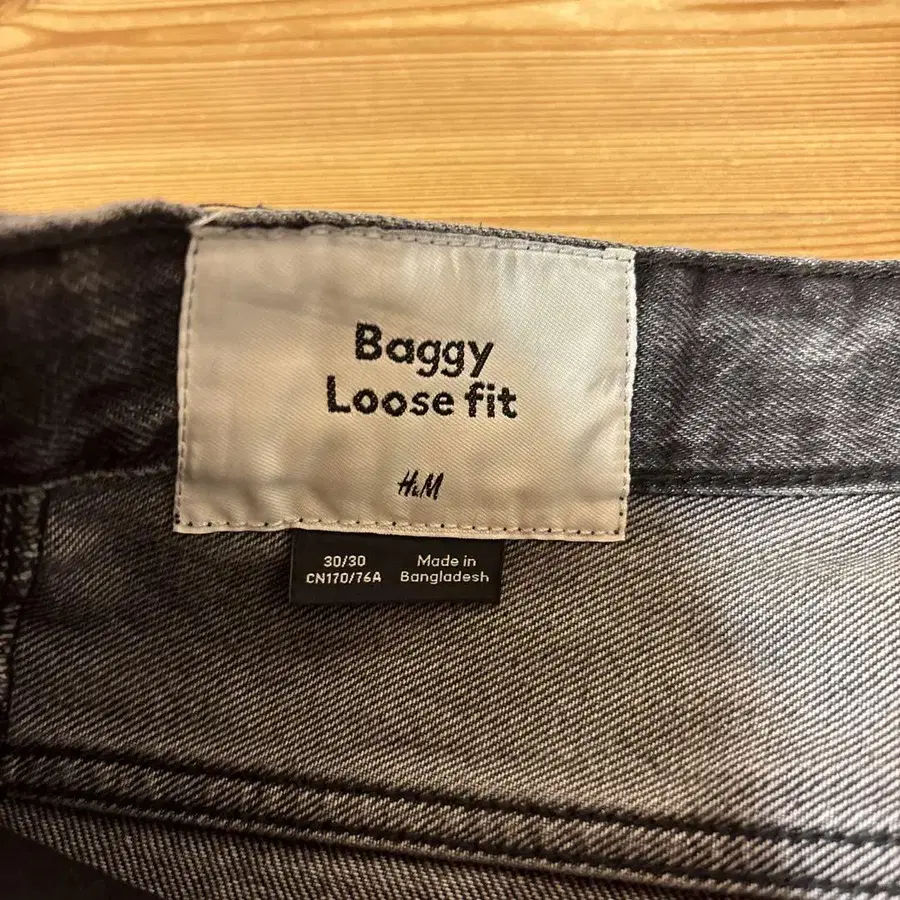 Baggy
Loose fit
H&M
30/30
CN170/76A
Made in
Bangladesh